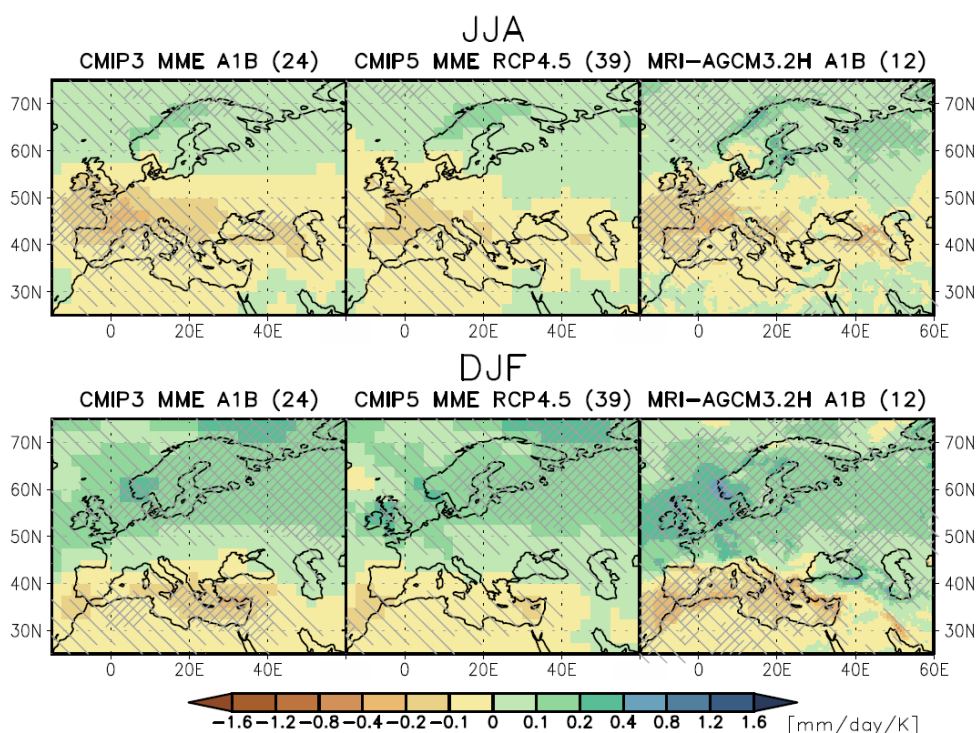 JJA
CMIP3 MME A1B (24) CMIP5 MME RCP4.5 (39) MRI-AGCM3.2H A1B (12)
70N 70N
60N 60N
50N 50N
40N 40N
30N 30N
0 20E 40E 0 20E 40E 0 20E 40E 60E
DJF
CMIP3 MME A1B (24) CMIP5 MME RCP4.5 (39) MRI-AGCM3.2H A1B (12)
70N 70N
60N 60N
50N 50N
40N 40N
30N 30N
0 20E 40E 0 20E 40E 0 20E 40E 60E
-1.6 -1.2 -0.8 -0.4 -0.2 -0.1 0 0.1 0.2 0.4 0.8 1.2 1.6 [mm/day/K]